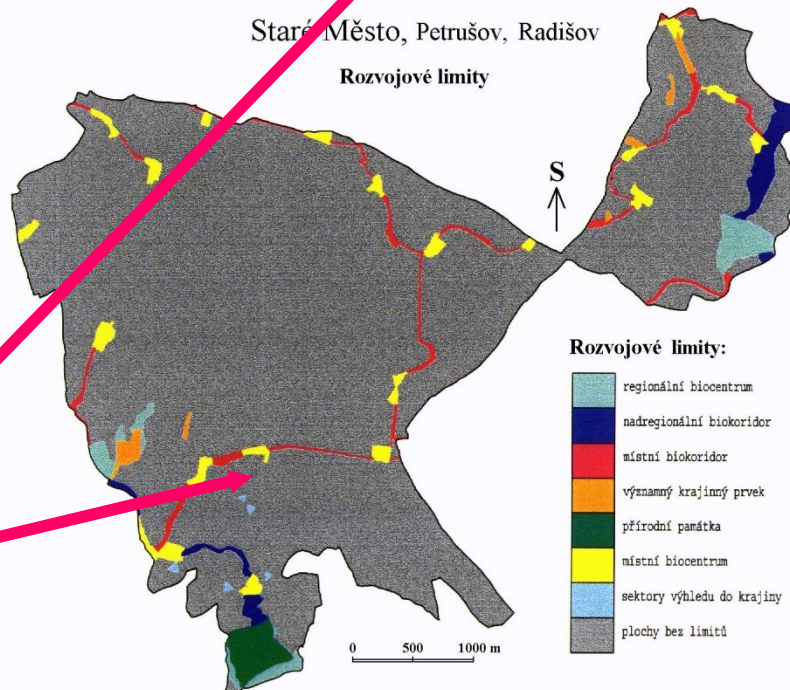 Staré Město, Petrušov, Radišov
Rozvojové limity
S
Rozvojové limity:
regionální biocentrum
nadregionální biokoridor
místní biokoridor
významný krajinný prvek
přírodní památka
místní biocentrum
sektory výhledu do krajiny
plochy bez limitů
0 500 1000 m